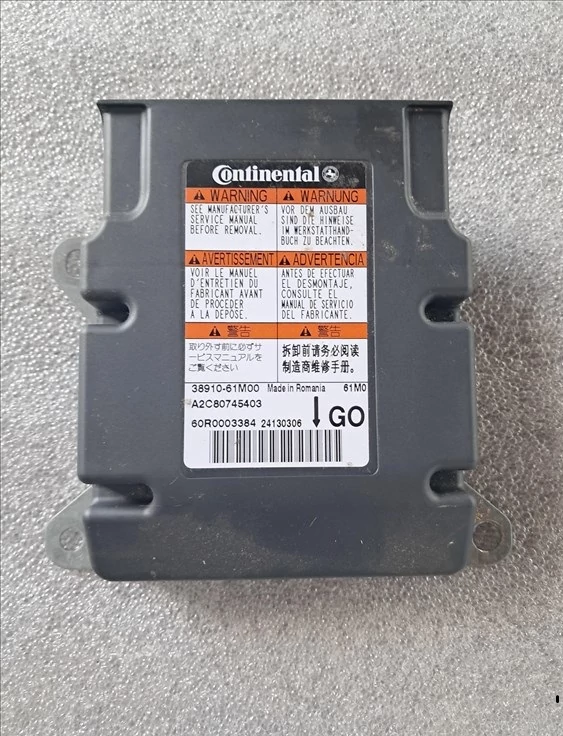 Continental
WARNING
SEE MANUFACTURER'S
SERVICE MANUAL
BEFORE REMOVAL.
WARNUNG
VOR DEM AUSBAU
SIND DIE HINWEISE
IM WERKSTATTHAND-
BUCH ZU BEACHTEN.
AVERTISSEMENT
VOIR LE MANUEL
D'ENTRETIEN DU
FABRICANT AVANT
DE PROCEDER
A LA DEPOSE.
ADVERTENCIA
ANTES DE EFECTUAR
EL DESMONTAJE,
CONSULTE EL
MANUAL DE SERVICIO
DEL FABRICANTE.
警告
取り外す前に必ずサ
ービスマニュアルを
ご覧ください
警告
拆卸前请务必阅读
制造商维修手册。
38910-61M00 Made in Romania 61M0
A2C80745403
60R0003384 24130306 ↓ GO